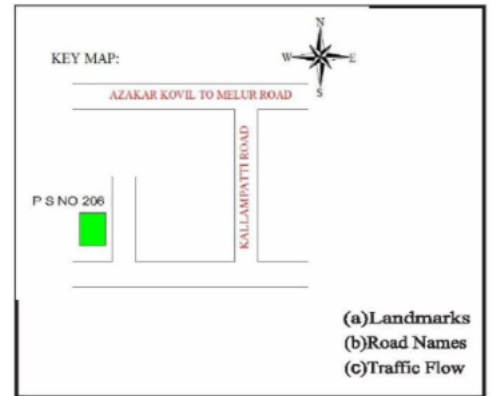 N
KEY MAP:
W E
S
AZAKAR KOVIL TO MELUR ROAD
KALLAMPATTI ROAD
P S NO 206
(a)Landmarks
(b)Road Names
(c)Traffic Flow